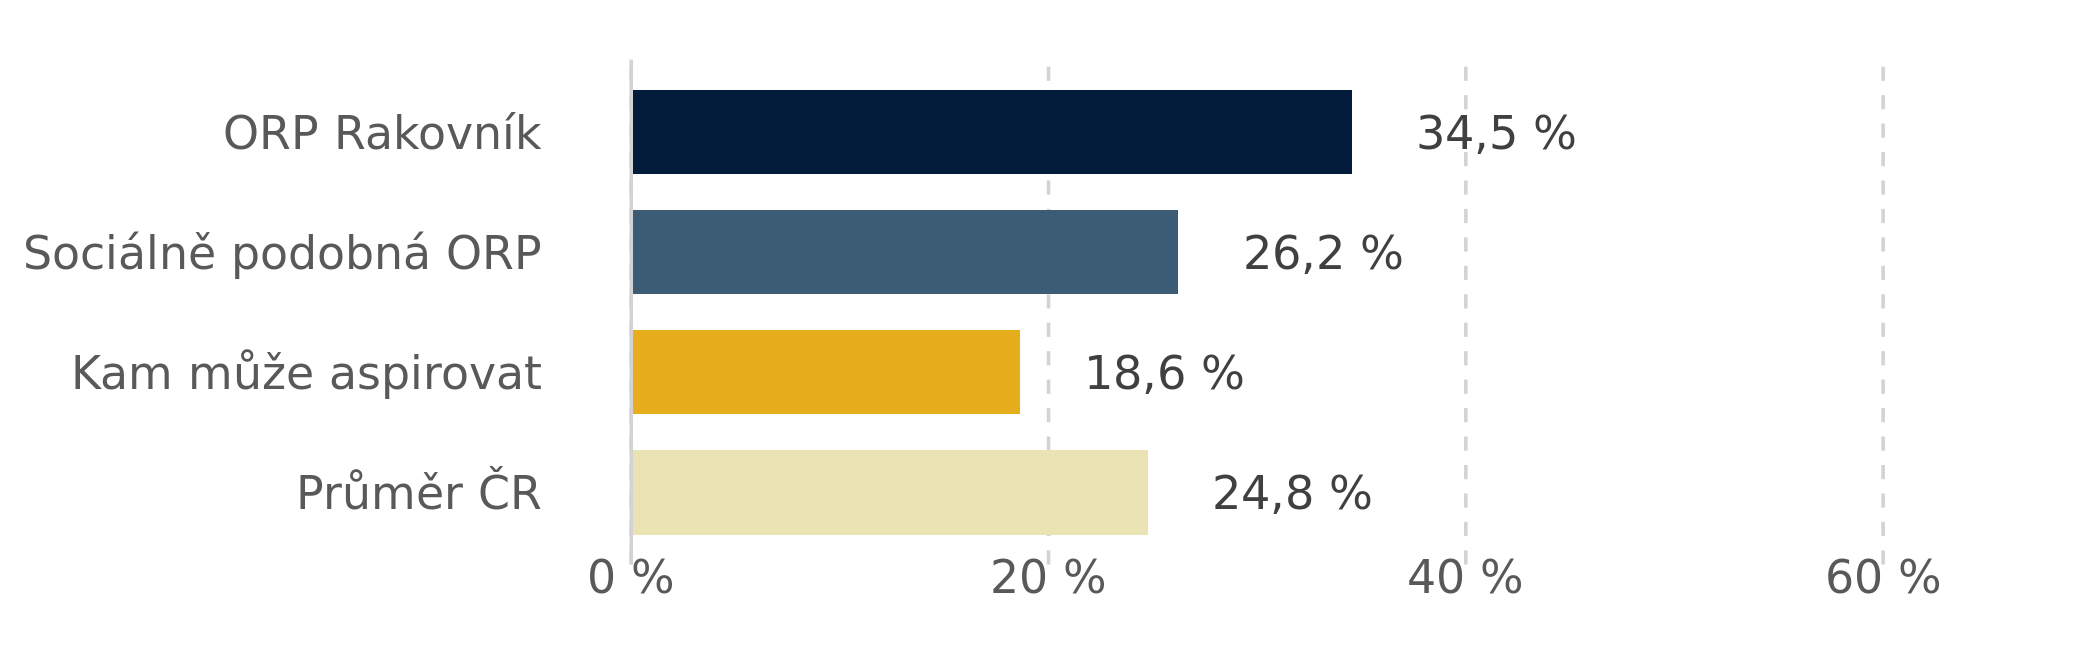 ORP Rakovník 34,5 %
Sociálně podobná ORP 26,2 %
Kam může aspirovat 18,6 %
Průměr ČR 24,8 %
0 % 20 % 40 % 60 %